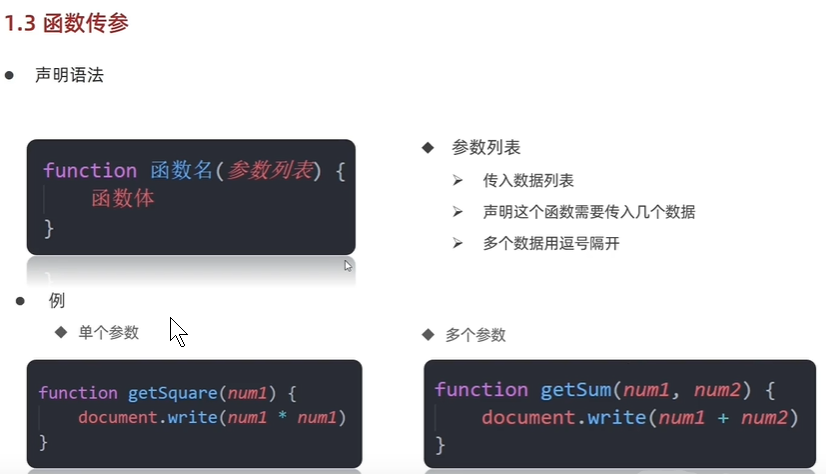 1.3 函数传参
声明语法
function 函数名(参数列表) {
函数体
}
参数列表
传入数据列表
声明这个函数需要传入几个数据
多个数据用逗号隔开
例
单个参数
function getSquare(num1) {
document.write(num1 * num1)
}
多个参数
function getSum(num1, num2) {
document.write(num1 + num2)
}